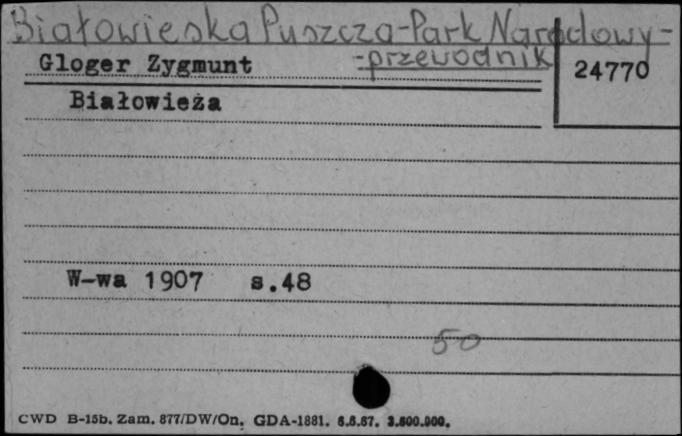 Białowieska Puszcza-Park Narodowy-
-przewodnik
Gloger Zygmunt
24770
Białowieża
W-wa 1907 s.48
50
CWD B-15b. Zam. 877/DW/On. GDA-1881. 6.6.67. 3.600.000.